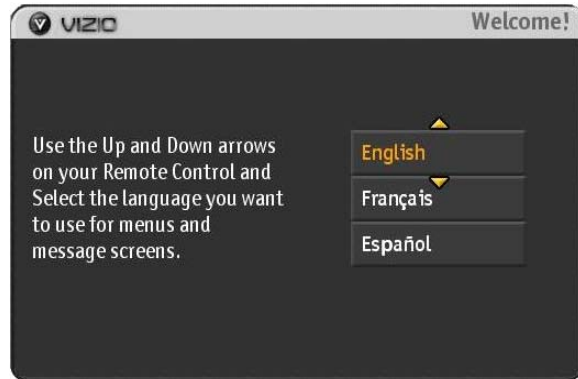 VIZIO
Welcome!
Use the Up and Down arrows
on your Remote Control and
Select the language you want
to use for menus and
message screens.
English
Français
Español